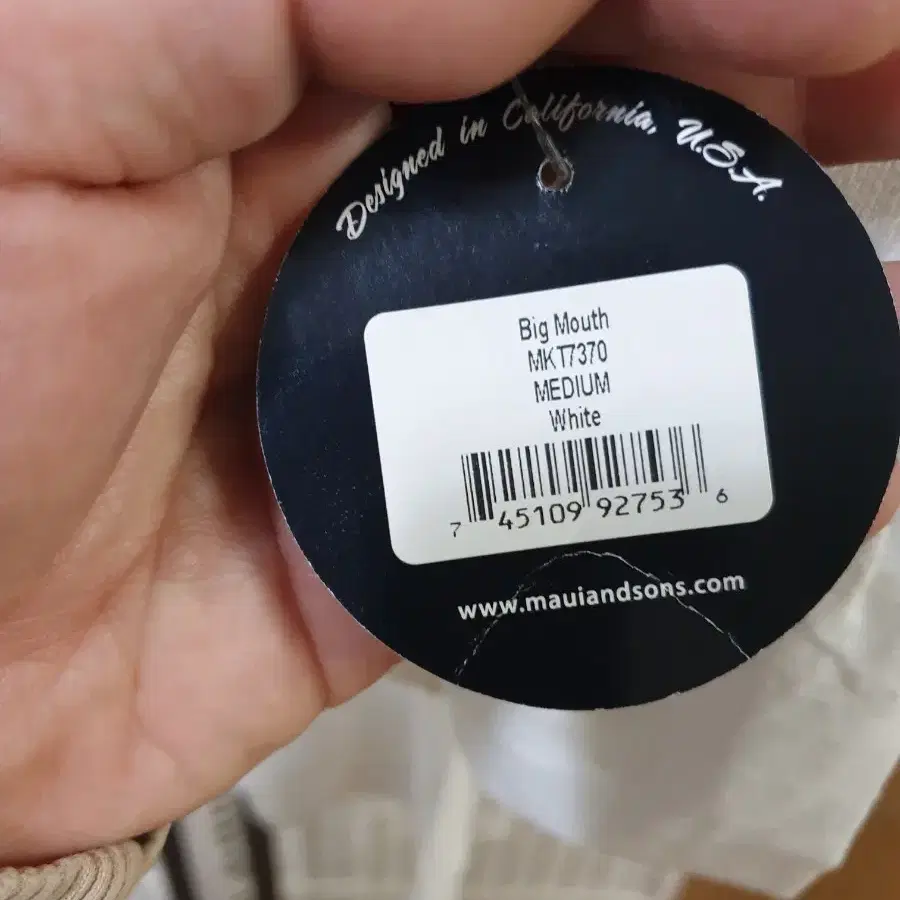 Designed in California, U.S.A.
Big Mouth
MKT7370
MEDIUM
White
7 45109 92753 6
www.mauiandsons.com